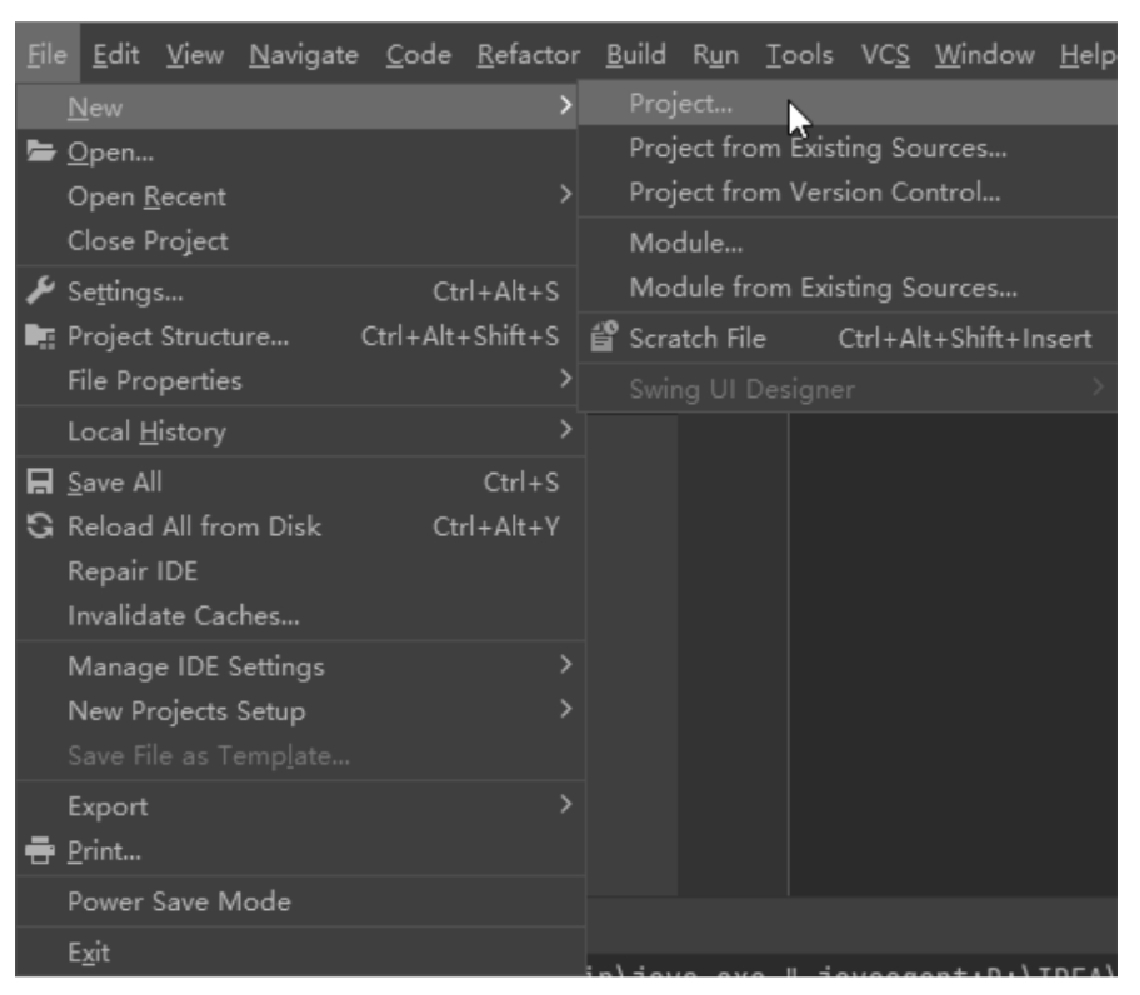 File Edit View Navigate Code Refactor Build Run Tools VCS Window Help
New
Open...
Open Recent
Close Project
Settings... Ctrl+Alt+S
Project Structure... Ctrl+Alt+Shift+S
File Properties
Local History
Save All Ctrl+S
Reload All from Disk Ctrl+Alt+Y
Repair IDE
Invalidate Caches...
Manage IDE Settings
New Projects Setup
Save File as Template...
Export
Print...
Power Save Mode
Exit
Project...
Project from Existing Sources...
Project from Version Control...
Module...
Module from Existing Sources...
Scratch File Ctrl+Alt+Shift+Insert
Swing UI Designer